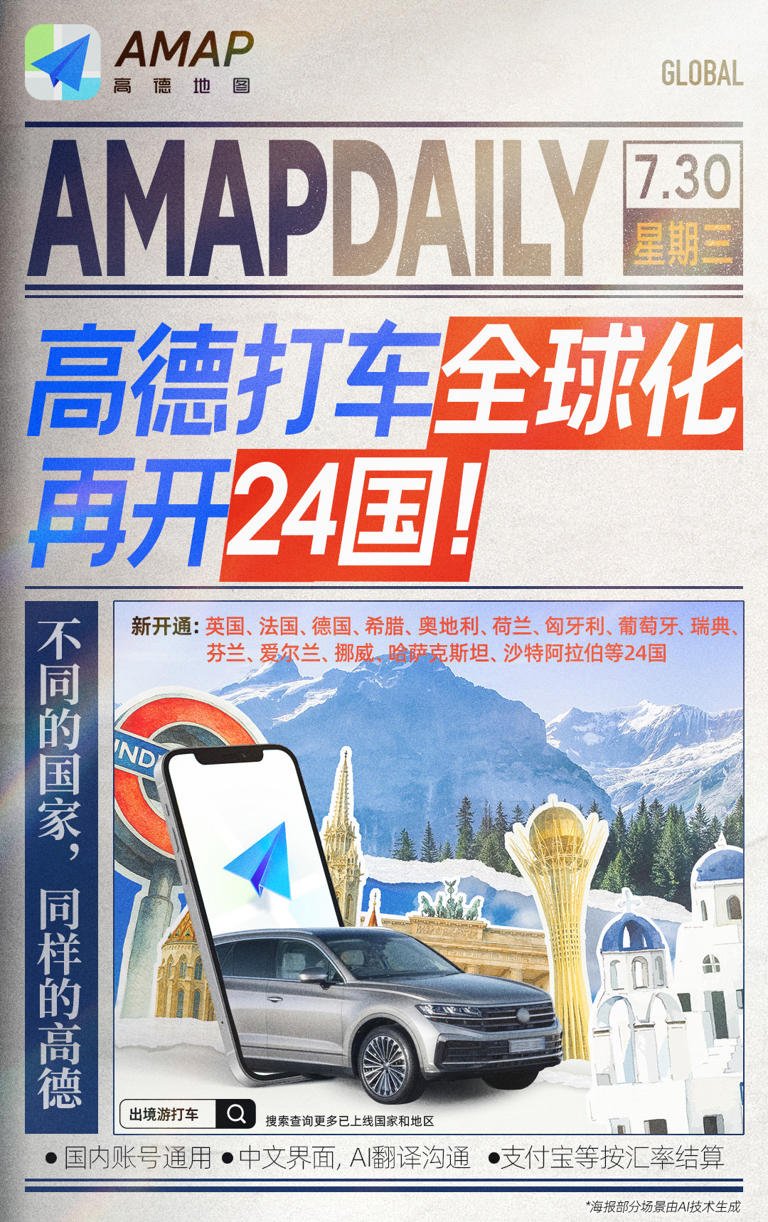 AMAP
高德地图
GLOBAL
AMAPDAILY
7.30
星期三
高德打车全球化
再开24国!
不同的国家，同样的高德
新开通: 英国、法国、德国、希腊、奥地利、荷兰、匈牙利、葡萄牙、瑞典、
芬兰、爱尔兰、挪威、哈萨克斯坦、沙特阿拉伯等24国
UND
出境游打车
搜索查询更多已上线国家和地区
●国内账号通用 ●中文界面, AI翻译沟通 ●支付宝等按汇率结算
*海报部分场景由AI技术生成